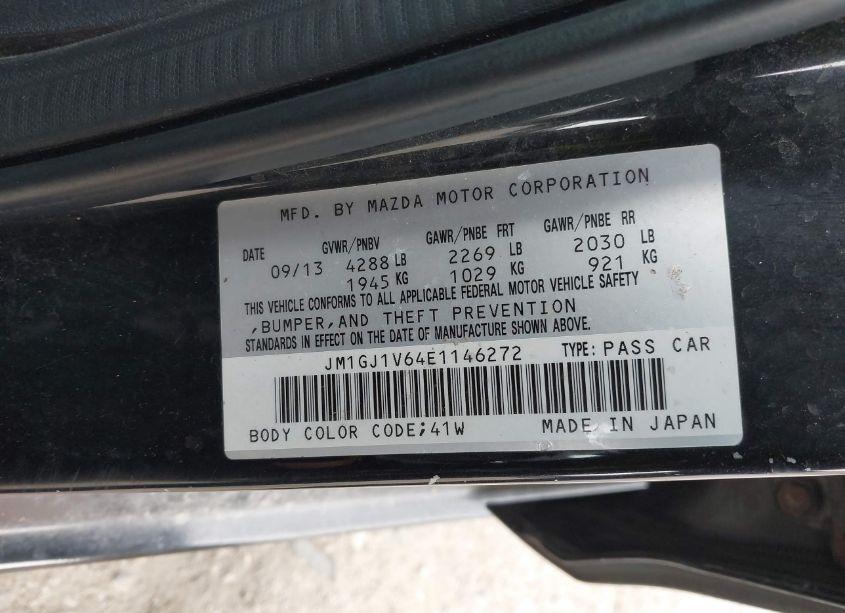 MFD. BY MAZDA MOTOR CORPORATION
DATE GVWR/PNBV GAWR/PNBE FRT GAWR/PNBE RR
09/13 4288 LB 2269 LB 2030 LB
1945 KG 1029 KG 921 KG
THIS VEHICLE CONFORMS TO ALL APPLICABLE FEDERAL MOTOR VEHICLE SAFETY
,BUMPER,AND THEFT PREVENTION
STANDARDS IN EFFECT ON THE DATE OF MANUFACTURE SHOWN ABOVE.
JM1GJ1V64E1146272 TYPE: PASS CAR
BODY COLOR CODE;41W MADE IN JAPAN